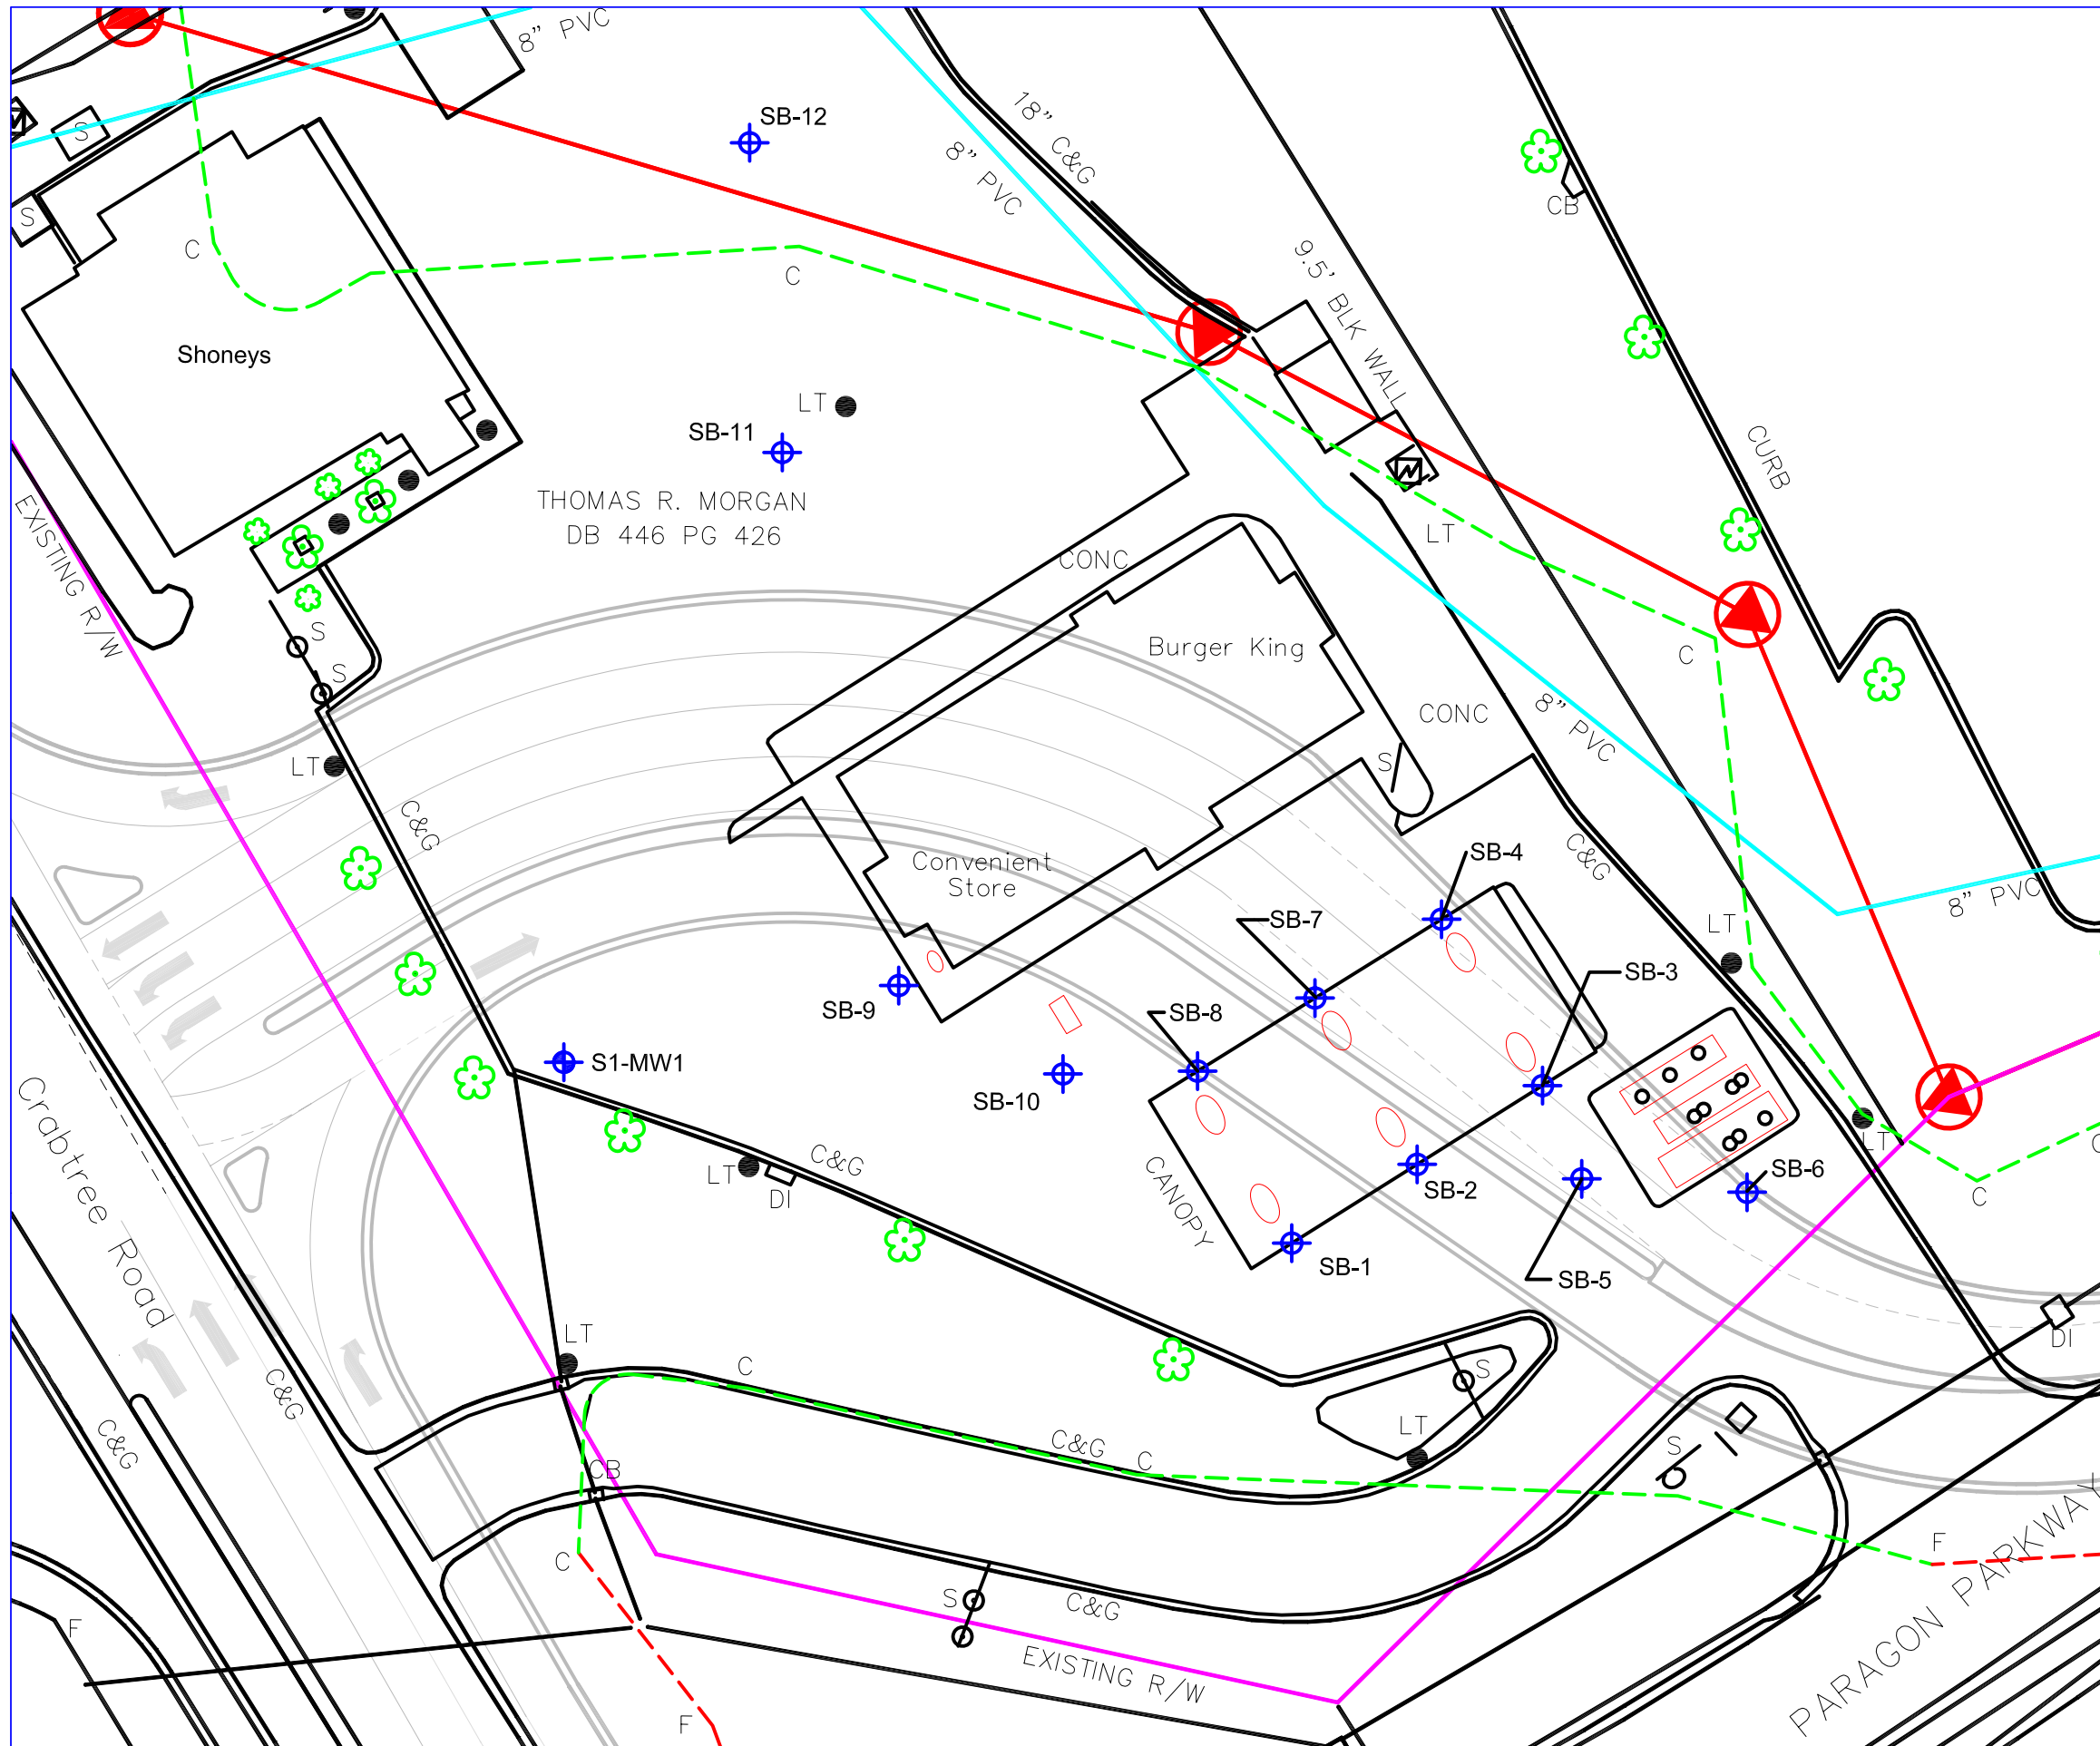 8” PVC
SB-12
18” C&G
8” PVC
S
S
C
C
CB
9.5’ BLK WALL
Shoneys
LT
SB-11
CURB
THOMAS R. MORGAN
DB 446 PG 426
LT
EXISTING R/W
CONC
Burger King
C
S
S
CONC
8” PVC
LT
S
C&G
C&G
SB-4
Convenient
Store
8” PVC
SB-7
LT
SB-3
SB-9
SB-8
S1-MW1
SB-10
Crabtree Road
LT
C
C&G
LT
DI
CANOPY
SB-2
SB-6
C
SB-1
SB-5
LT
DI
C
S
C&G
LT
C&G
C&G
C
S
CB
C
F
PARAGON PARKWAY
S
C&G
F
EXISTING R/W
F